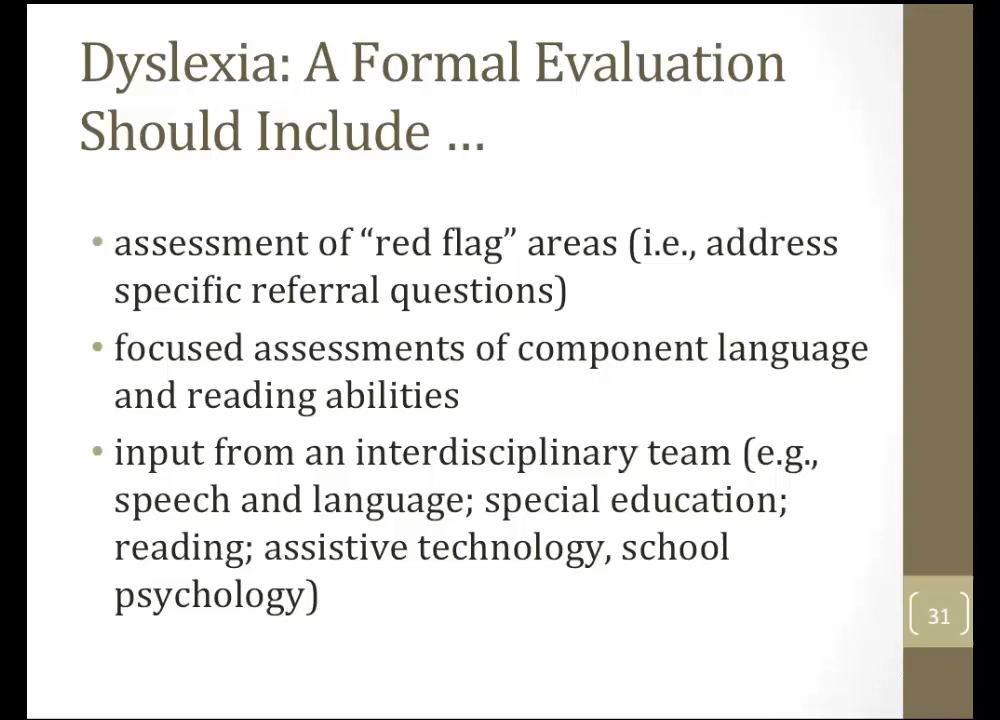 Dyslexia: A Formal Evaluation
Should Include ...
• assessment of “red flag” areas (i.e., address
specific referral questions)
• focused assessments of component language
and reading abilities
• input from an interdisciplinary team (e.g.,
speech and language; special education;
reading; assistive technology, school
psychology)
31